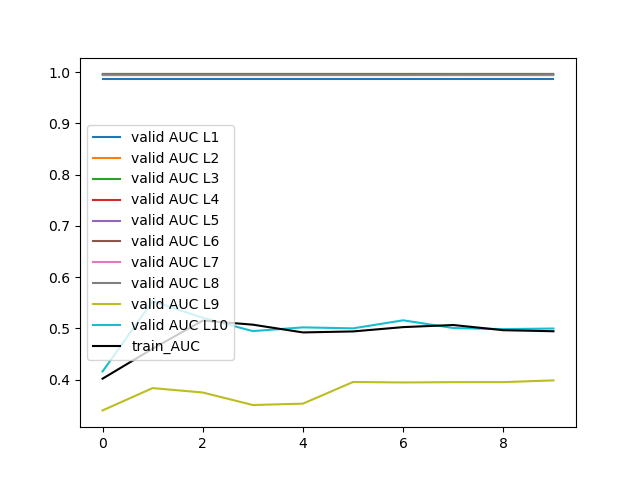 1.0
0.9
0.8
0.7
0.6
0.5
0.4
valid AUC L1
valid AUC L2
valid AUC L3
valid AUC L4
valid AUC L5
valid AUC L6
valid AUC L7
valid AUC L8
valid AUC L9
valid AUC L10
train_AUC
0 2 4 6 8